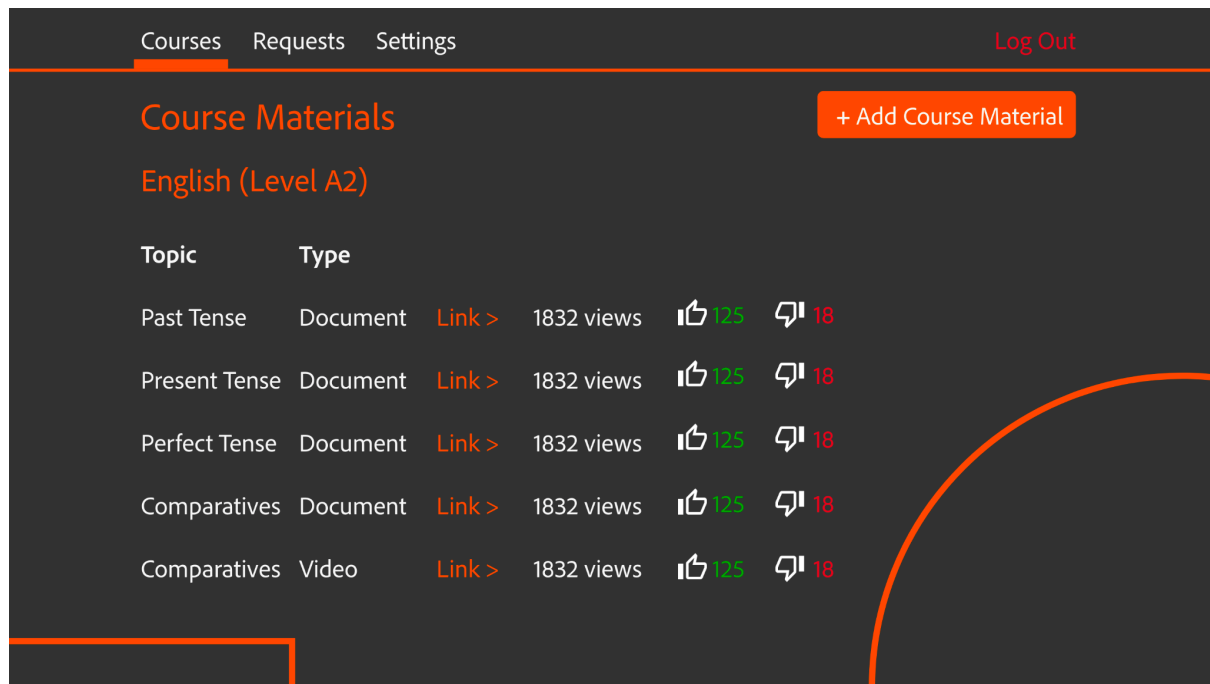 Courses Requests Settings Log Out
Course Materials + Add Course Material
English (Level A2)
Topic Type
Past Tense Document Link > 1832 views 125 18
Present Tense Document Link > 1832 views 125 18
Perfect Tense Document Link > 1832 views 125 18
Comparatives Document Link > 1832 views 125 18
Comparatives Video Link > 1832 views 125 18